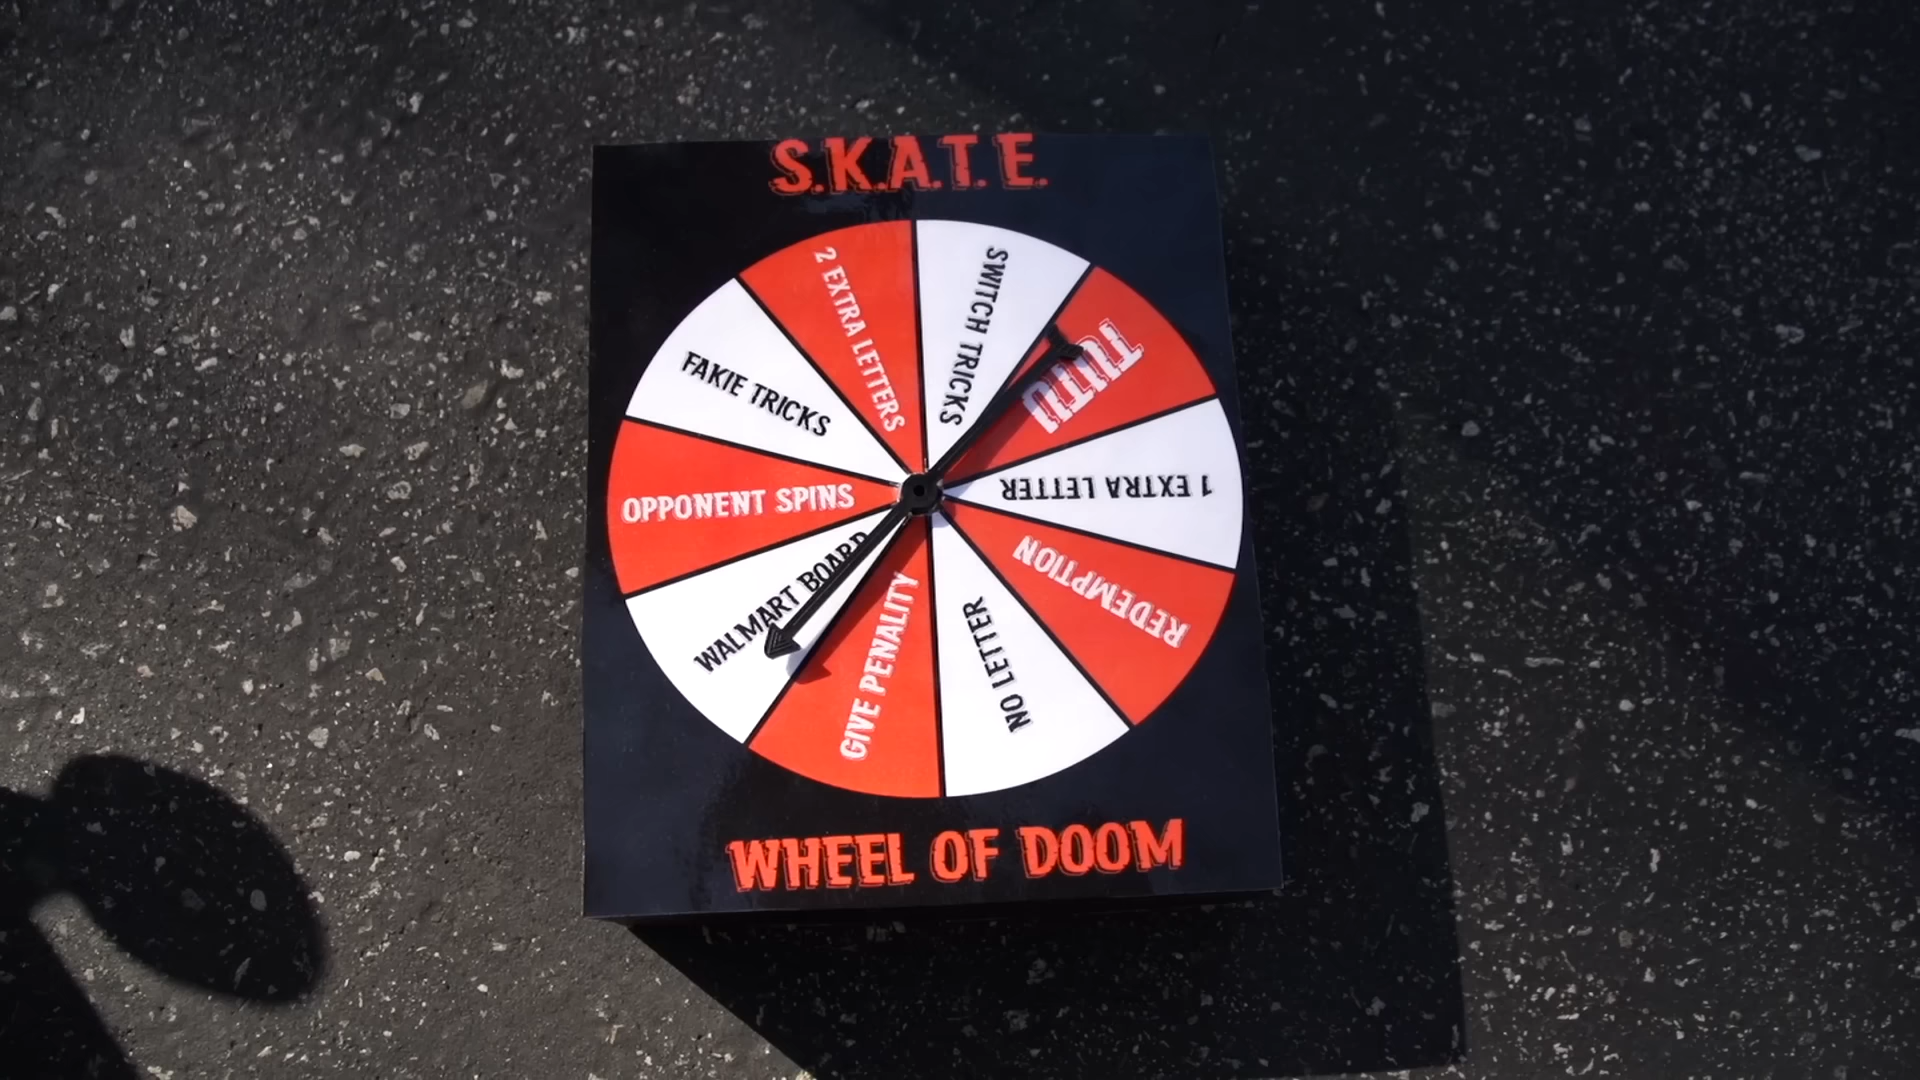 S.K.A.T.E.
SWITCH TRICKS
TUTU
1 EXTRA LETTER
REDEMPTION
NO LETTER
GIVE PENALITY
WALMART BOARD
OPPONENT SPINS
FAKIE TRICKS
2 EXTRA LETTERS
WHEEL OF DOOM